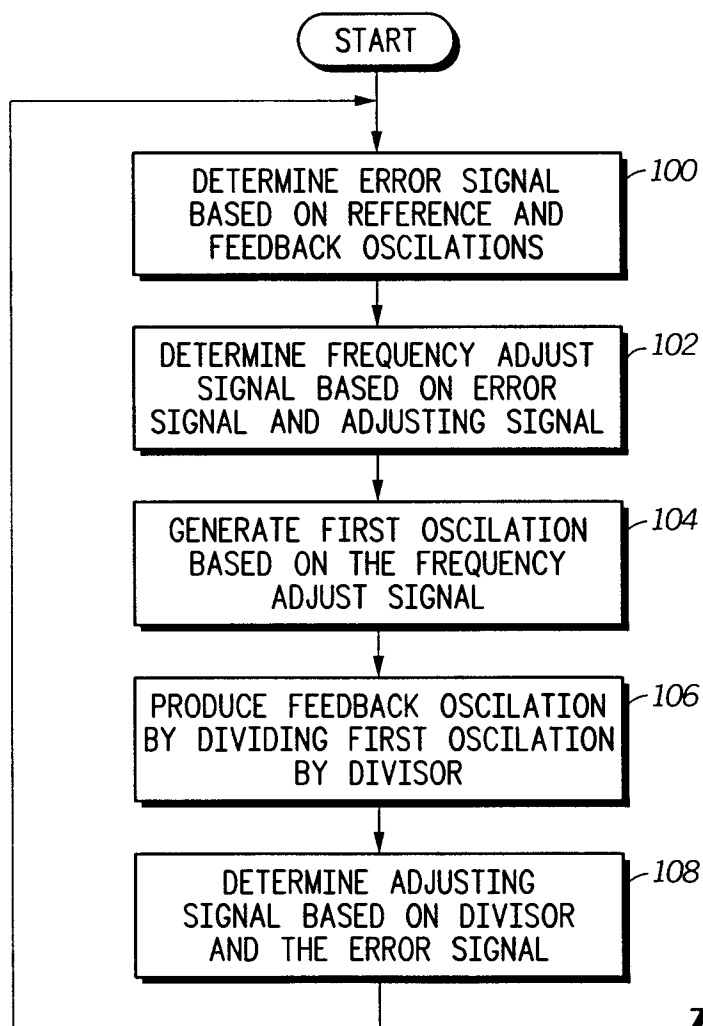 START
DETERMINE ERROR SIGNAL
BASED ON REFERENCE AND
FEEDBACK OSCILATIONS
100
DETERMINE FREQUENCY ADJUST
SIGNAL BASED ON ERROR
SIGNAL AND ADJUSTING SIGNAL
102
GENERATE FIRST OSCILATION
BASED ON THE FREQUENCY
ADJUST SIGNAL
104
PRODUCE FEEDBACK OSCILATION
BY DIVIDING FIRST OSCILATION
BY DIVISOR
106
DETERMINE ADJUSTING
SIGNAL BASED ON DIVISOR
AND THE ERROR SIGNAL
108